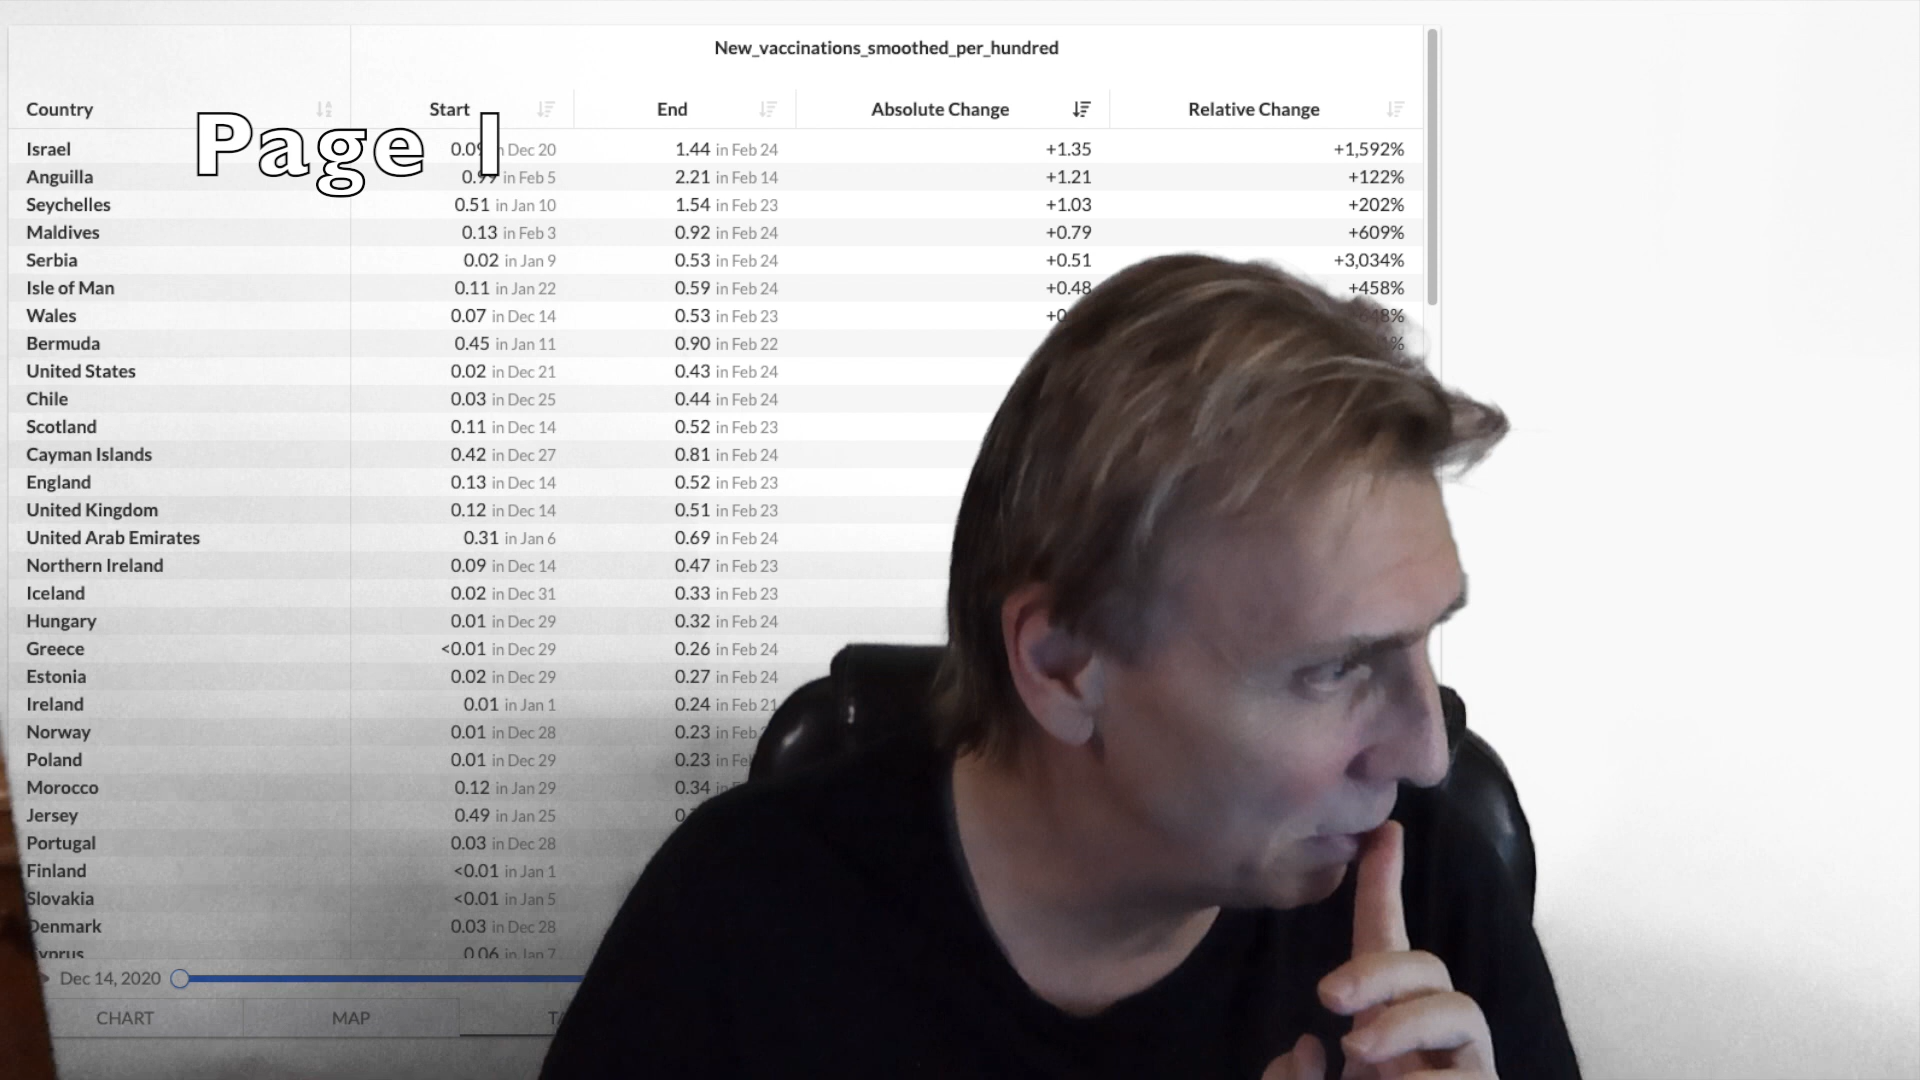 New_vaccinations_smoothed_per_hundred
Country Start End Absolute Change Relative Change
Page 1
Israel in Dec 20 1.44 in Feb 24 +1.35 +1,592%
Anguilla in Feb 5 2.21 in Feb 14 +1.21 +122%
Seychelles 0.51 in Jan 10 1.54 in Feb 23 +1.03 +202%
Maldives 0.13 in Feb 3 0.92 in Feb 24 +0.79 +609%
Serbia 0.02 in Jan 9 0.53 in Feb 24 +0.51 +3,034%
Isle of Man 0.11 in Jan 22 0.59 in Feb 24 +0.48 +458%
Wales 0.07 in Dec 14 0.53 in Feb 23
Bermuda 0.45 in Jan 11 0.90 in Feb 22
United States 0.02 in Dec 21 0.43 in Feb 24
Chile 0.03 in Dec 25 0.44 in Feb 24
Scotland 0.11 in Dec 14 0.52 in Feb 23
Cayman Islands 0.42 in Dec 27 0.81 in Feb 24
England 0.13 in Dec 14 0.52 in Feb 23
United Kingdom 0.12 in Dec 14 0.51 in Feb 23
United Arab Emirates 0.31 in Jan 6 0.69 in Feb 24
Northern Ireland 0.09 in Dec 14 0.47 in Feb 23
Iceland 0.02 in Dec 31 0.33 in Feb 23
Hungary 0.01 in Dec 29 0.32 in Feb 24
Greece <0.01 in Dec 29 0.26 in Feb 24
Estonia 0.02 in Dec 29 0.27 in Feb 24
Ireland 0.01 in Jan 1 0.24 in Feb 21
Norway 0.01 in Dec 28 0.23 in Feb
Poland 0.01 in Dec 29 0.23 in
Morocco 0.12 in Jan 29 0.34 in
Jersey 0.49 in Jan 25
Portugal 0.03 in Dec 28
Finland <0.01 in Jan 1
Slovakia <0.01 in Jan 5
Denmark 0.03 in Dec 28
0.06 in Jan 7
Dec 14, 2020
CHART MAP